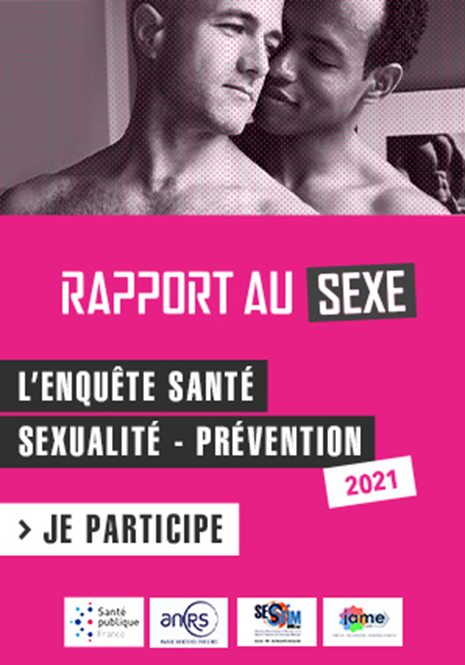 RAPPORT AU SEXE
L'ENQUÊTE SANTÉ
SEXUALITÉ - PRÉVENTION
2021
> JE PARTICIPE
Santé
publique
France
anRS
SESSTIM
iame